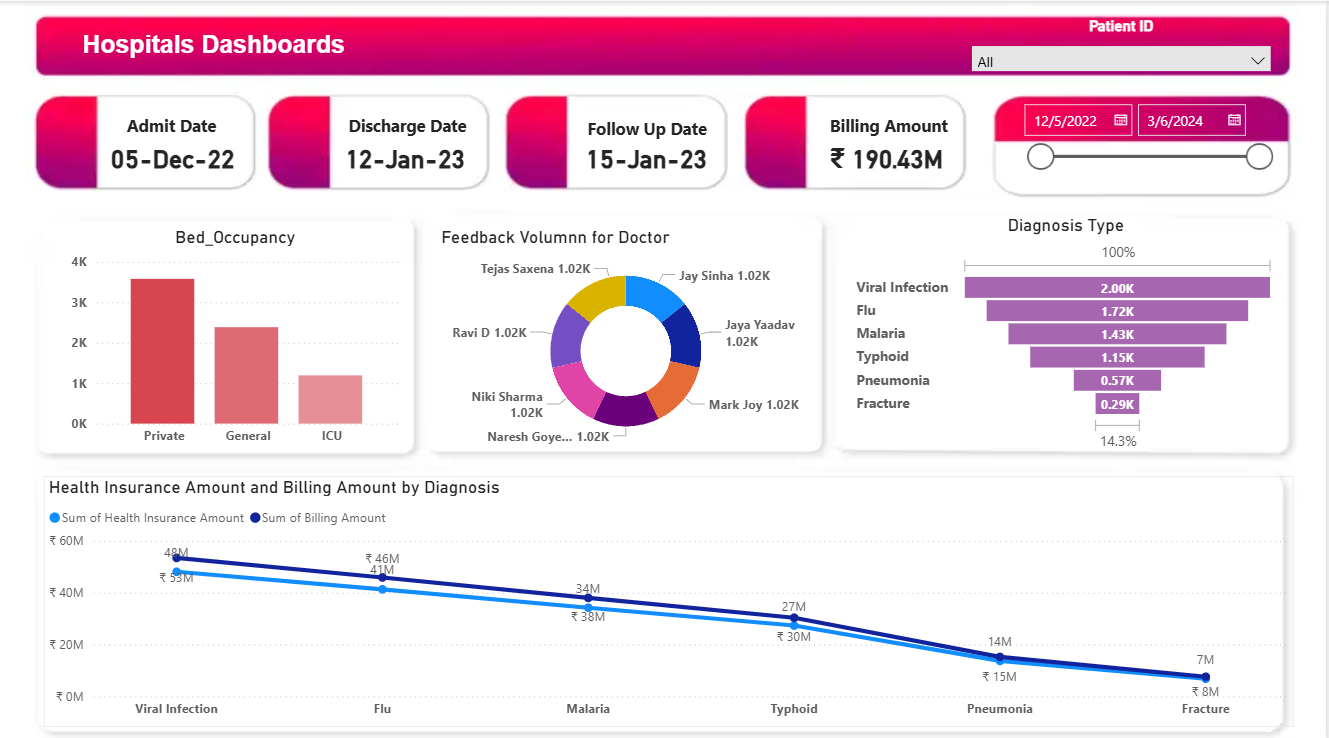 Hospitals Dashboards
Patient ID
All
Admit Date
05-Dec-22
Discharge Date
12-Jan-23
Follow Up Date
15-Jan-23
Billing Amount
₹ 190.43M
12/5/2022
3/6/2024
Bed_Occupancy
4K
3K
2K
1K
0K
Private
General
ICU
Feedback Volumnn for Doctor
Tejas Saxena 1.02K
Jay Sinha 1.02K
Ravi D 1.02K
Jaya Yaadav
1.02K
Niki Sharma
1.02K
Mark Joy 1.02K
Naresh Goye... 1.02K
Diagnosis Type
100%
Viral Infection 2.00K
Flu 1.72K
Malaria 1.43K
Typhoid 1.15K
Pneumonia 0.57K
Fracture 0.29K
14.3%
Health Insurance Amount and Billing Amount by Diagnosis
Sum of Health Insurance Amount Sum of Billing Amount
₹ 60M
₹ 40M
₹ 20M
₹ 0M
48M
₹ 53M
₹ 46M
41M
34M
₹ 38M
27M
₹ 30M
14M
₹ 15M
7M
₹ 8M
Viral Infection
Flu
Malaria
Typhoid
Pneumonia
Fracture